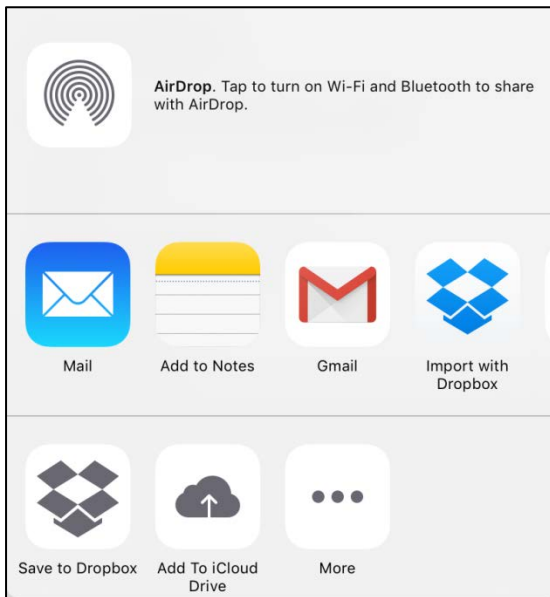 AirDrop. Tap to turn on Wi-Fi and Bluetooth to share
with AirDrop.
Mail
Add to Notes
Gmail
Import with
Dropbox
Save to Dropbox
Add To iCloud
Drive
More